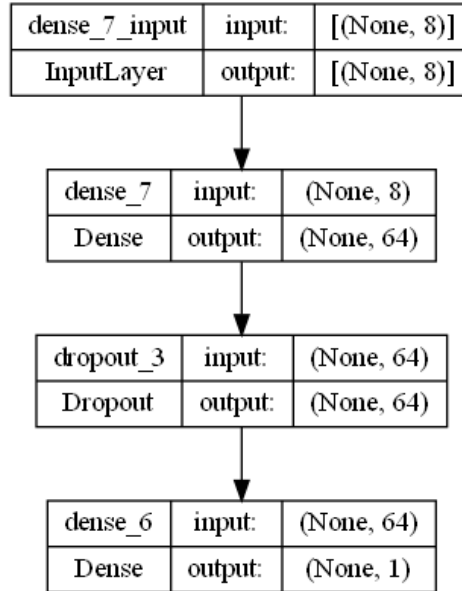 dense_7_input input: [(None, 8)]
InputLayer output: [(None, 8)]
dense_7 input: (None, 8)
Dense output: (None, 64)
dropout_3 input: (None, 64)
Dropout output: (None, 64)
dense_6 input: (None, 64)
Dense output: (None, 1)